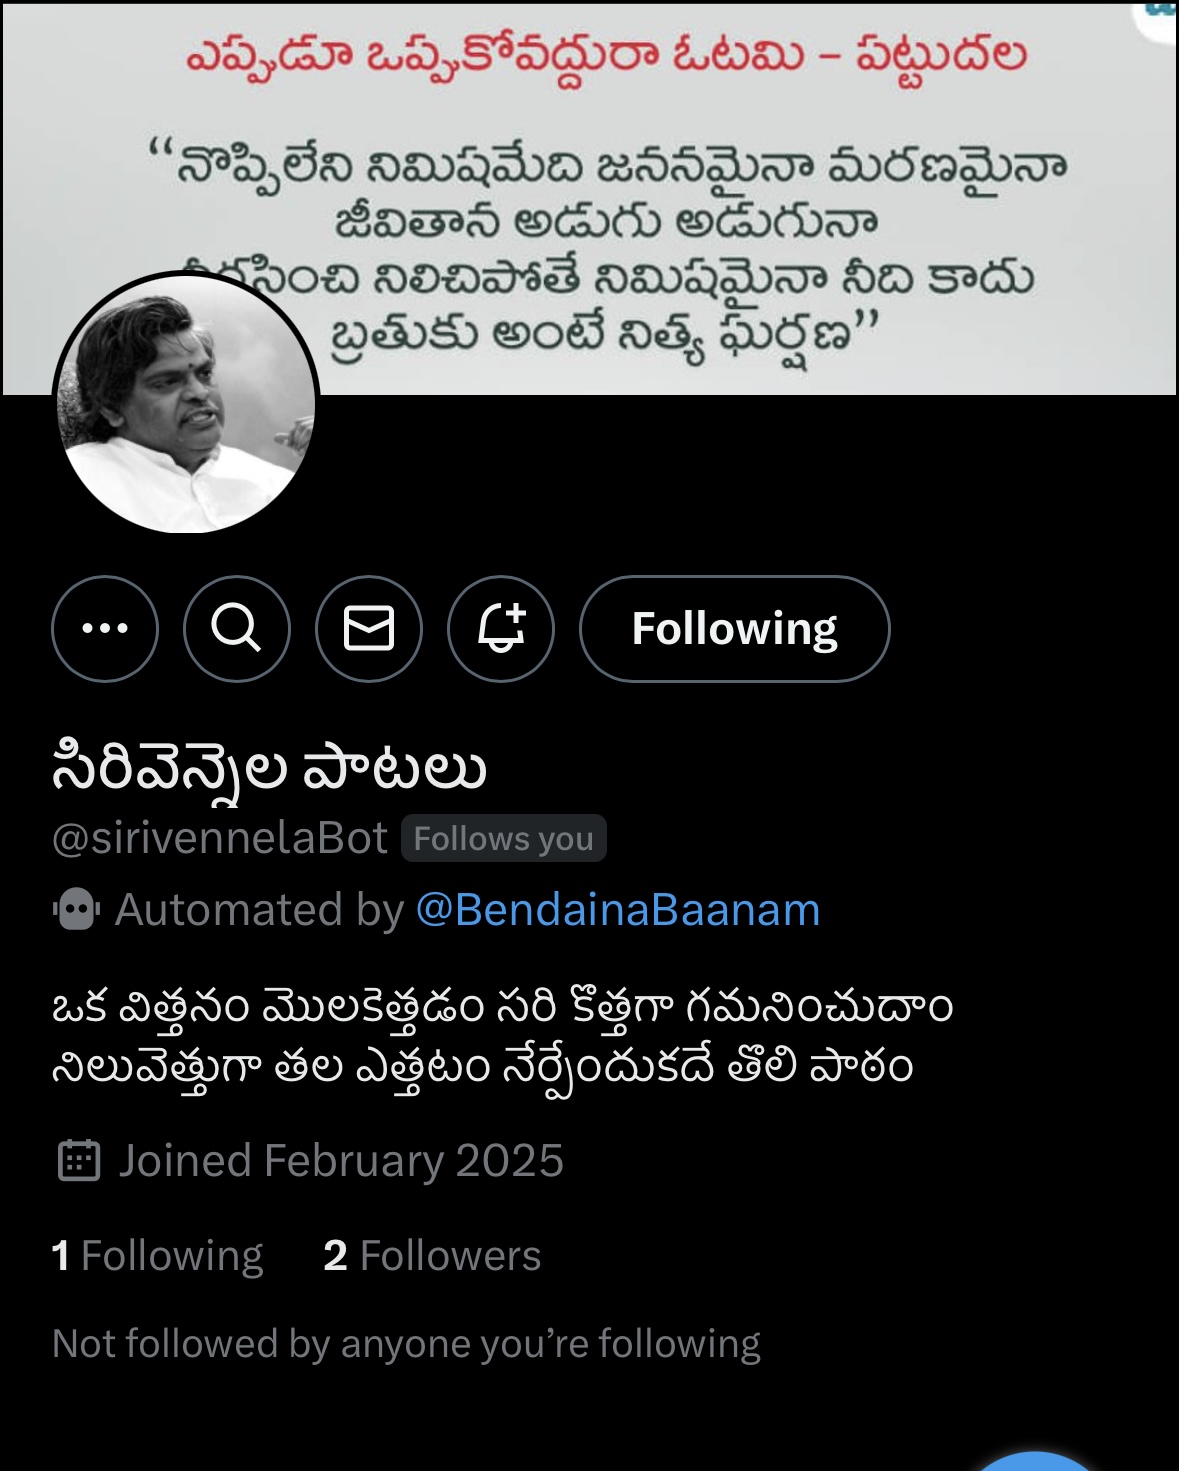 ఎప్పుడూ ఒప్పుకోవద్దురా ఓటమి – పట్టుదల
“నొప్పిలేని నిమిషమేది జననమైనా మరణమైనా
జీవితాన అడుగు అడుగునా
నిలిచిపోతే నిమిషమైనా నీది కాదు
బ్రతుకు అంటే నిత్య ఘర్షణ”
Following
సిరివెన్నెల పాటలు
@sirivennelaBot Follows you
Automated by @BendainaBaanam
ఒక విత్తనం మొలకెత్తడం సరి కొత్తగా గమనించుదాం
నిలువెత్తుగా తల ఎత్తటం నేర్పేందుకదే తొలి పాఠం
Joined February 2025
1 Following 2 Followers
Not followed by anyone you’re following